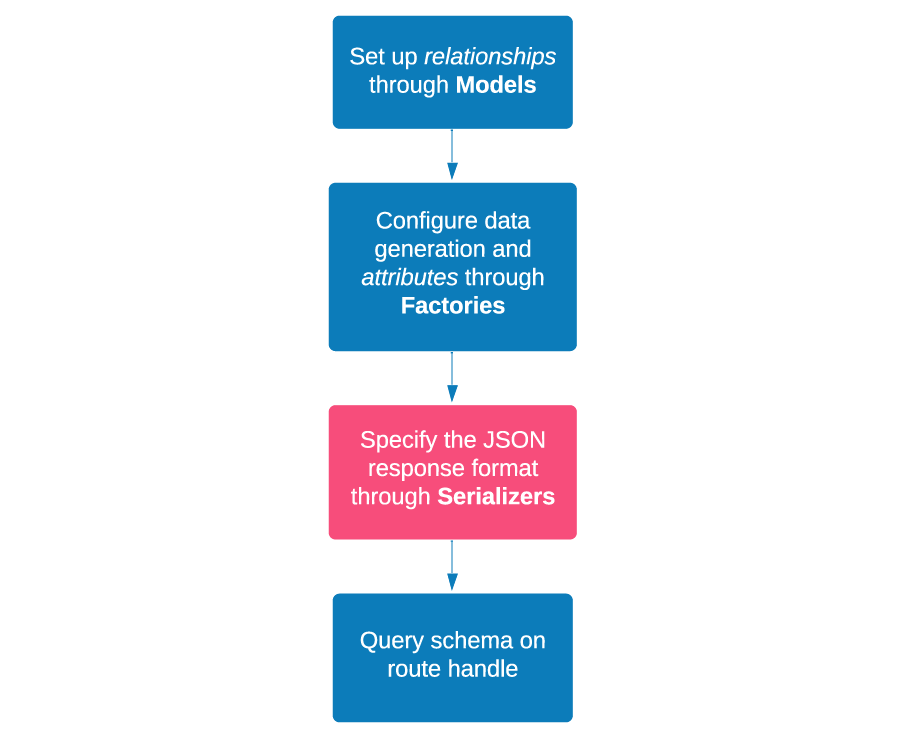 Set up relationships
through Models
Configure data
generation and
attributes through
Factories
Specify the JSON
response format
through Serializers
Query schema on
route handle